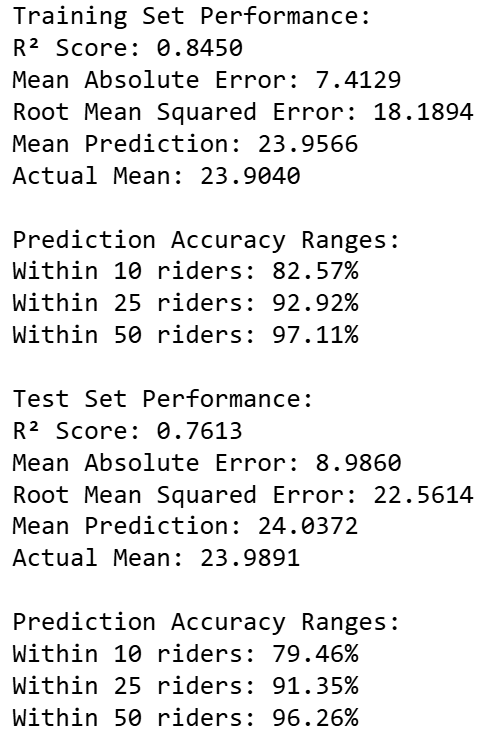 Training Set Performance:
R² Score: 0.8450
Mean Absolute Error: 7.4129
Root Mean Squared Error: 18.1894
Mean Prediction: 23.9566
Actual Mean: 23.9040
Prediction Accuracy Ranges:
Within 10 riders: 82.57%
Within 25 riders: 92.92%
Within 50 riders: 97.11%
Test Set Performance:
R² Score: 0.7613
Mean Absolute Error: 8.9860
Root Mean Squared Error: 22.5614
Mean Prediction: 24.0372
Actual Mean: 23.9891
Prediction Accuracy Ranges:
Within 10 riders: 79.46%
Within 25 riders: 91.35%
Within 50 riders: 96.26%